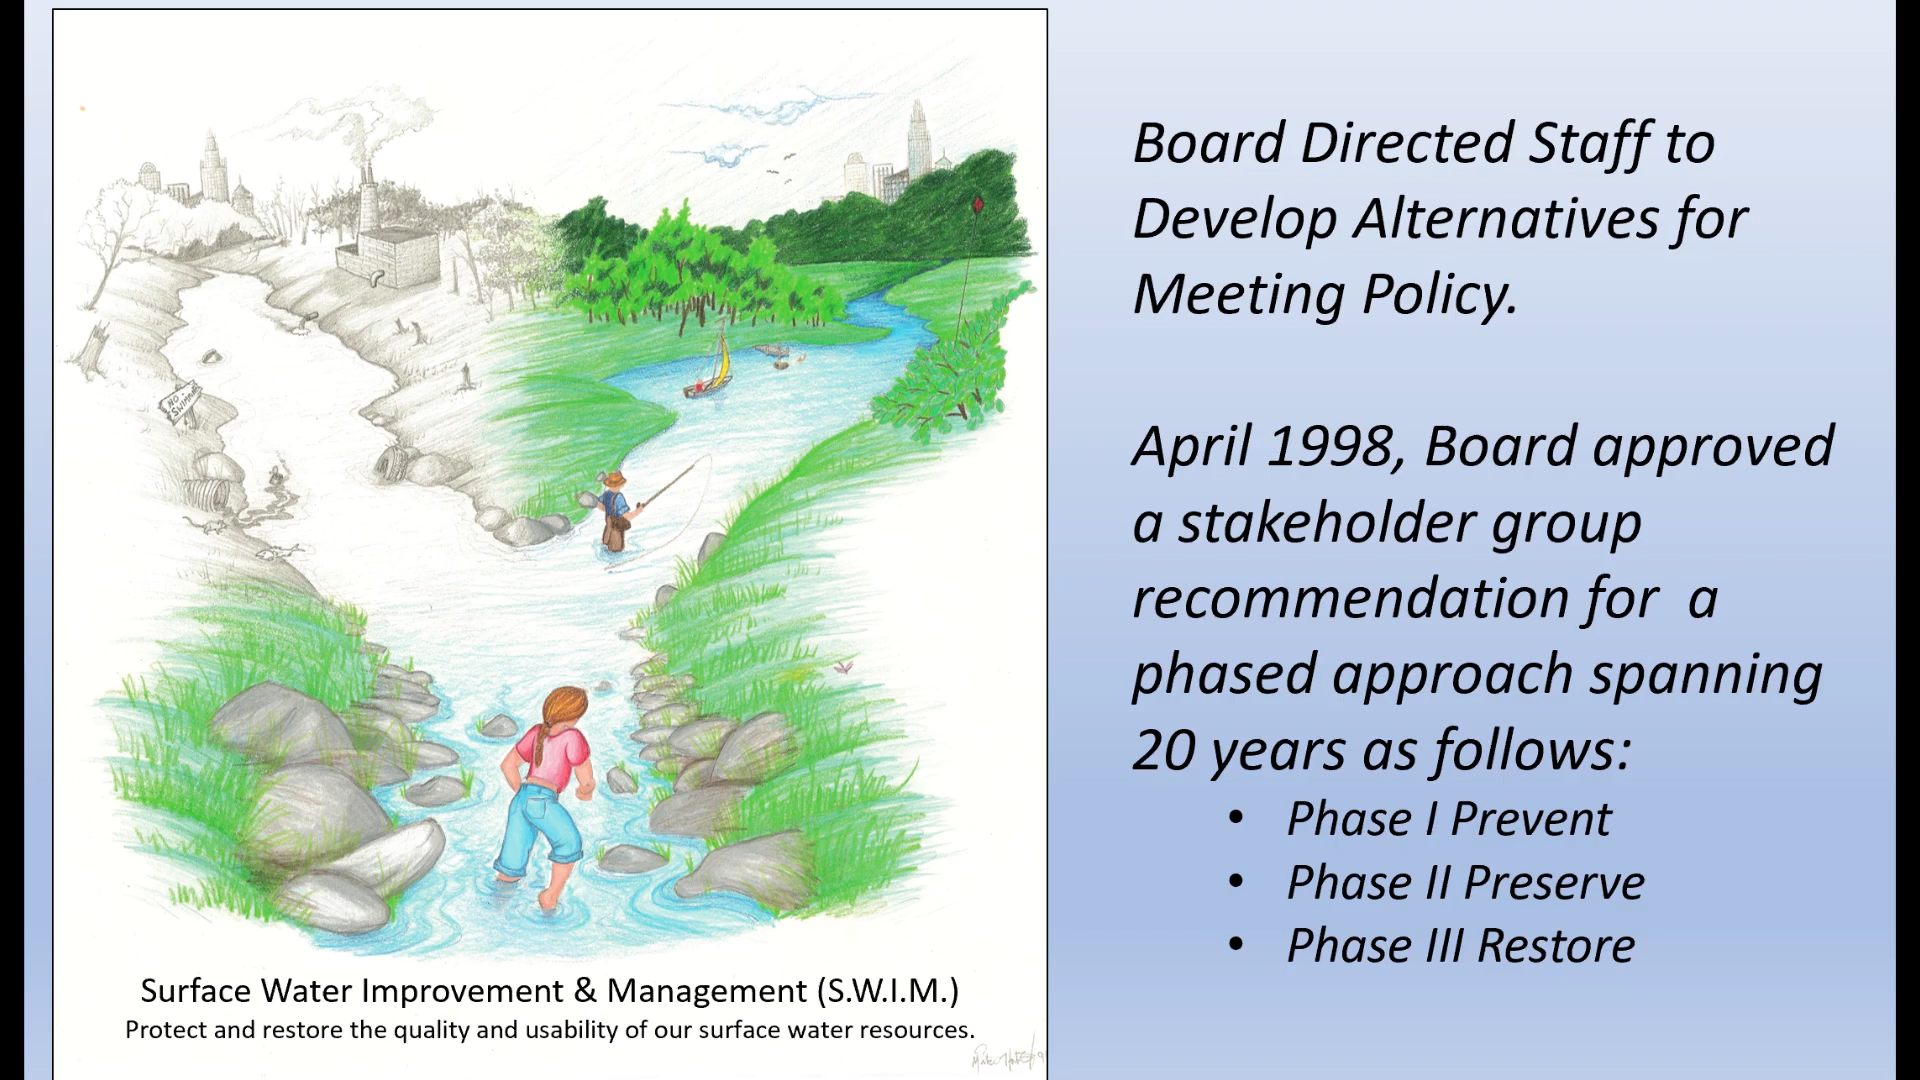 NO
SWIMMING
Surface Water Improvement & Management (S.W.I.M.)
Protect and restore the quality and usability of our surface water resources.
Board Directed Staff to
Develop Alternatives for
Meeting Policy.
April 1998, Board approved
a stakeholder group
recommendation for  a
phased approach spanning
20 years as follows:
• Phase I Prevent
• Phase II Preserve
• Phase III Restore